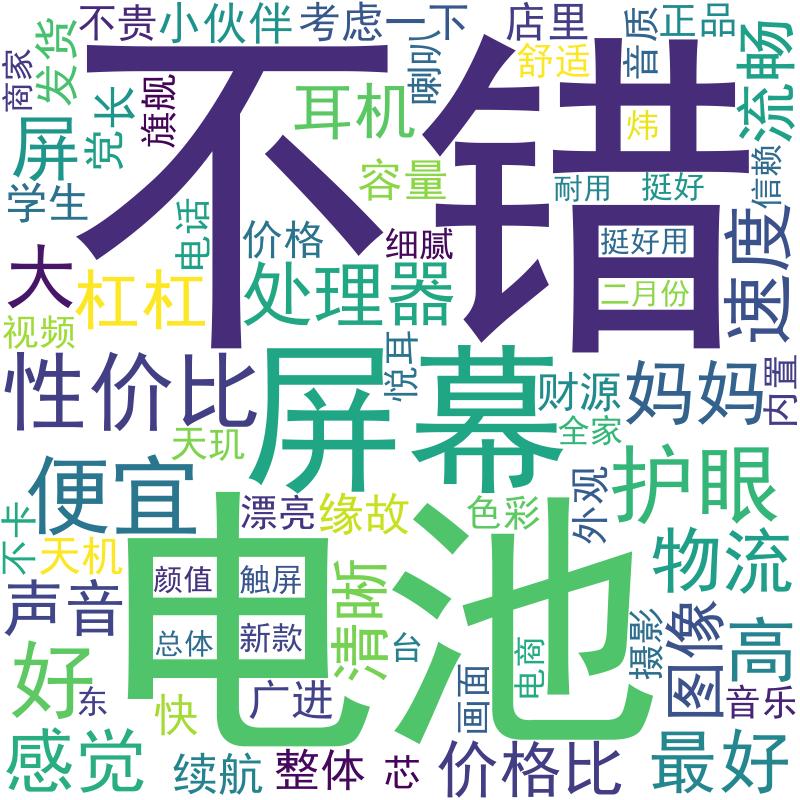 不贵
小伙伴
考虑一下
店里
正品
商家
发货
不错
喇叭
舒适
音质
流畅
党长
旗舰
耳机
炜
屏
容量
耐用
挺好
信赖
学生
电话
价格
细腻
挺好用
速度
大
杠杠
处理器
二月份
视频
性价比
屏幕
悦耳
财源
妈妈
内置
天玑
全家
便宜
漂亮
缘故
色彩
外观
护眼
不卡
天机
电池
物流
声音
颜值
触屏
清晰
总体
新款
台
电商
摄影
图像
高
好
东
快
广进
画面
音乐
感觉
续航
整体
芯
价格比
最好